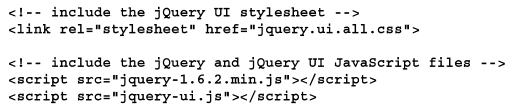 <!-- include the jQuery UI stylesheet -->
<link rel="stylesheet" href="jquery.ui.all.css">
<!-- include the jQuery and jQuery UI JavaScript files -->
<script src="jquery-1.6.2.min.js"></script>
<script src="jquery-ui.js"></script>